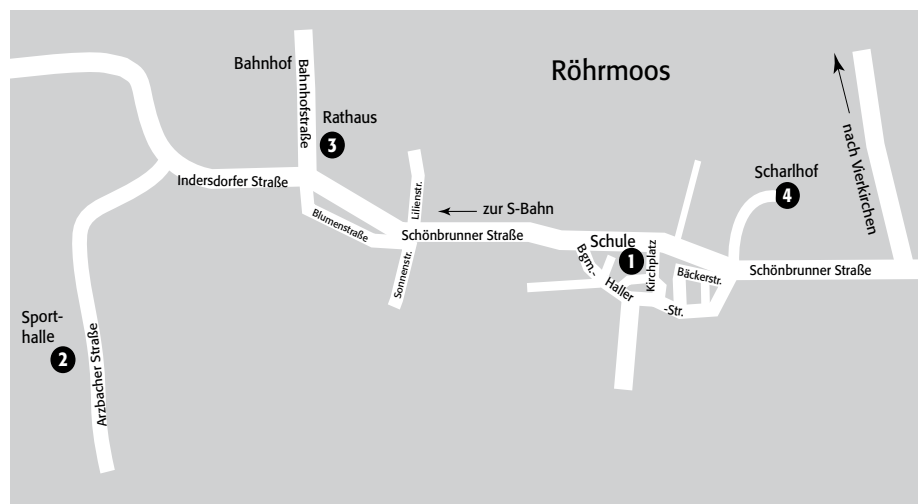 Röhrmoos
Bahnhof
Bahnhofstraße
Rathaus
3
Indersdorfer Straße
Blumenstraße
Lilienstr.
Sonnenstr.
zur S-Bahn
Schönbrunner Straße
Schule
1
Kirchplatz
Bgm.-
Haller
-Str.
Bäckerstr.
Scharlhof
4
nach Vierkirchen
Schönbrunner Straße
Sport-
halle
2
Arzbacher Straße